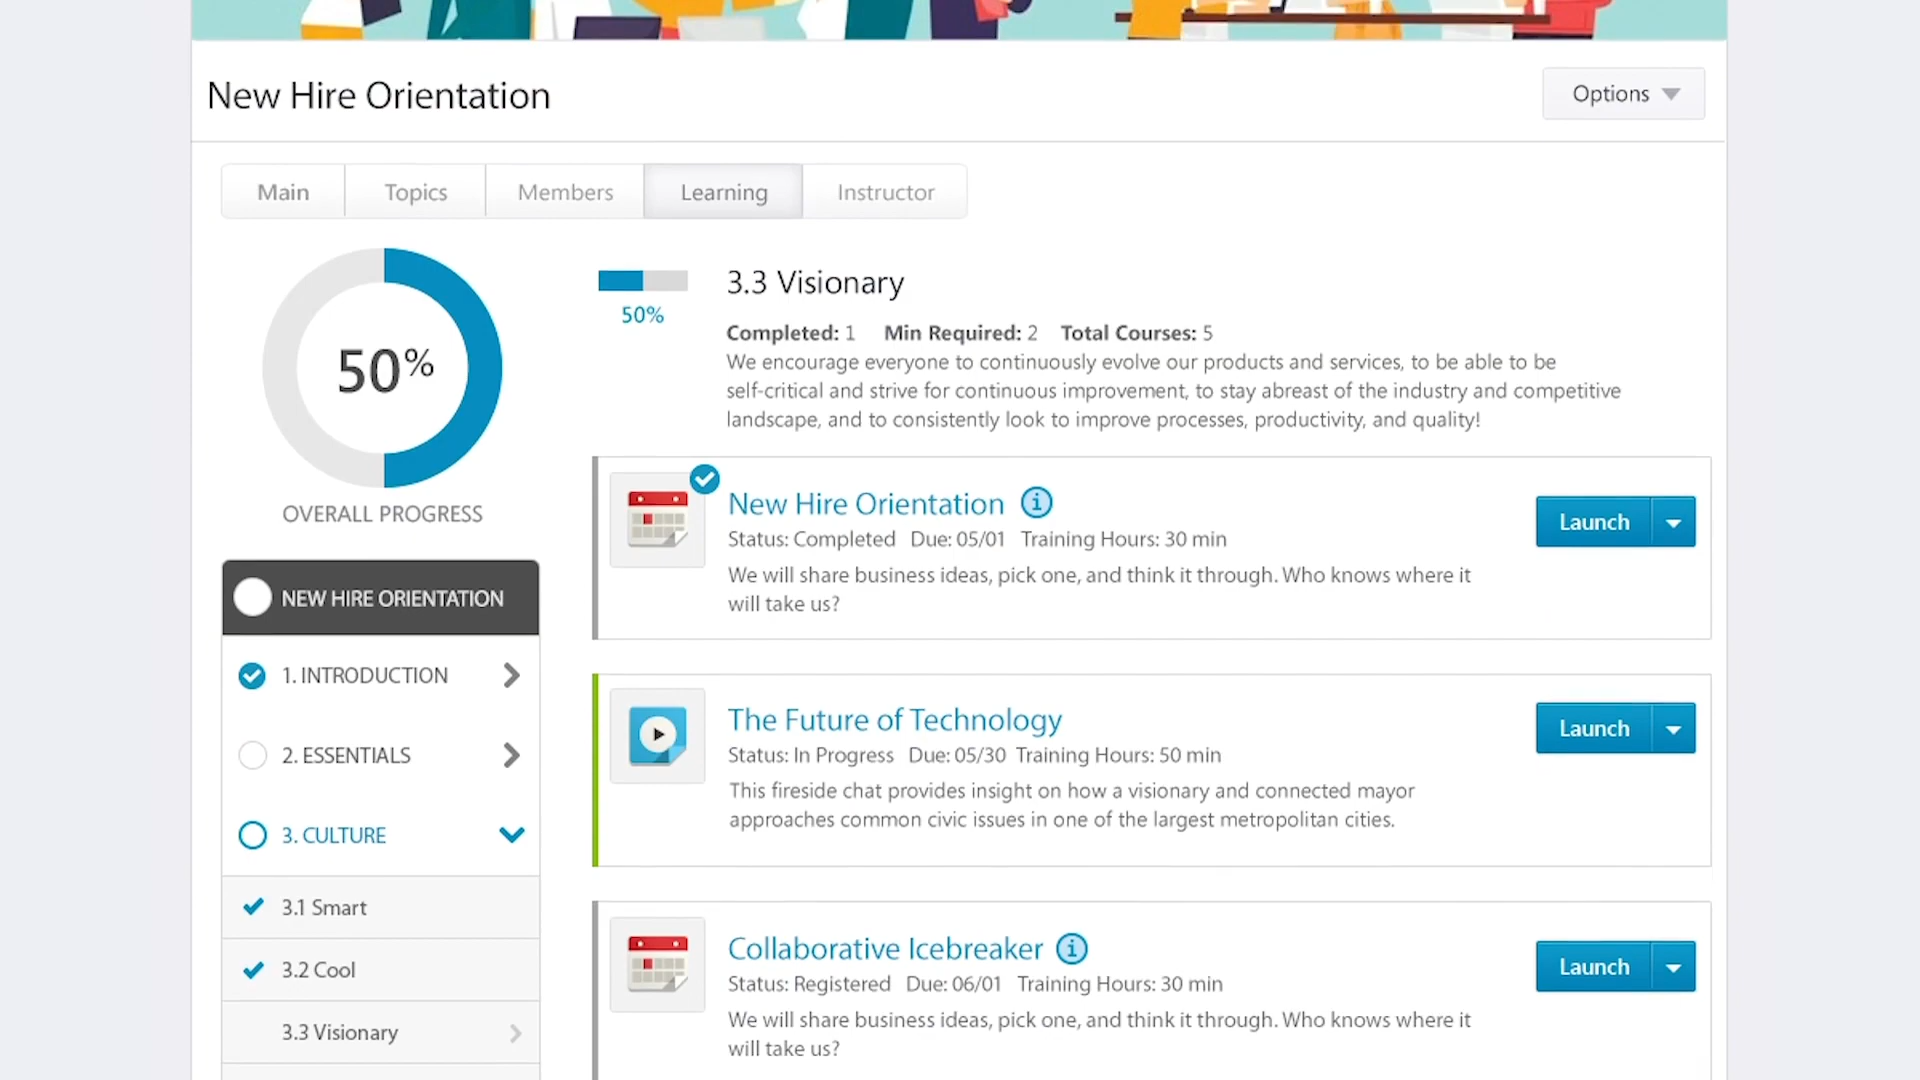 New Hire Orientation
Options
Main
Topics
Members
Learning
Instructor
50%
OVERALL PROGRESS
NEW HIRE ORIENTATION
1. INTRODUCTION
2. ESSENTIALS
3. CULTURE
3.1 Smart
3.2 Cool
3.3 Visionary
50%
3.3 Visionary
Completed: 1 Min Required: 2 Total Courses: 5
We encourage everyone to continuously evolve our products and services, to be able to be
self-critical and strive for continuous improvement, to stay abreast of the industry and competitive
landscape, and to consistently look to improve processes, productivity, and quality!
New Hire Orientation i
Status: Completed Due: 05/01 Training Hours: 30 min
We will share business ideas, pick one, and think it through. Who knows where it
will take us?
Launch
The Future of Technology
Status: In Progress Due: 05/30 Training Hours: 50 min
This fireside chat provides insight on how a visionary and connected mayor
approaches common civic issues in one of the largest metropolitan cities.
Launch
Collaborative Icebreaker i
Status: Registered Due: 06/01 Training Hours: 30 min
We will share business ideas, pick one, and think it through. Who knows where it
will take us?
Launch